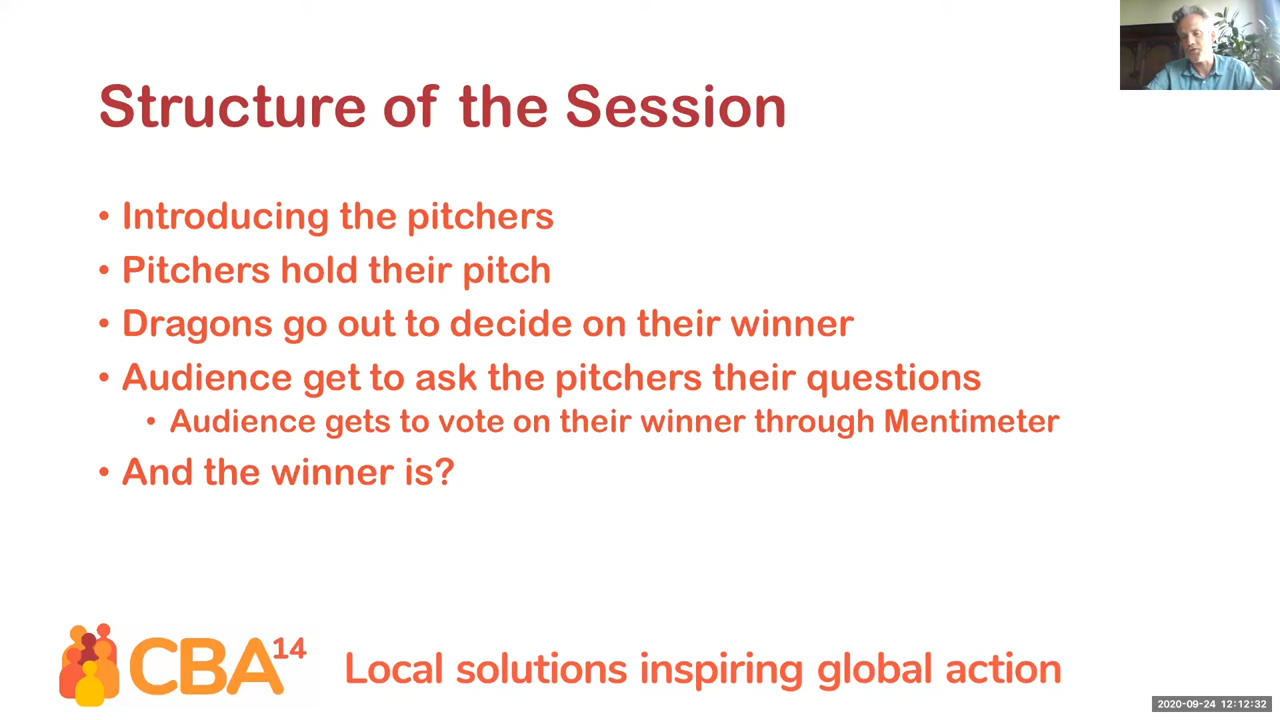 Structure of the Session
• Introducing the pitchers
• Pitchers hold their pitch
• Dragons go out to decide on their winner
• Audience get to ask the pitchers their questions
• Audience gets to vote on their winner through Mentimeter
• And the winner is?
CBA14
Local solutions inspiring global action
2020-09-24 12:12:32